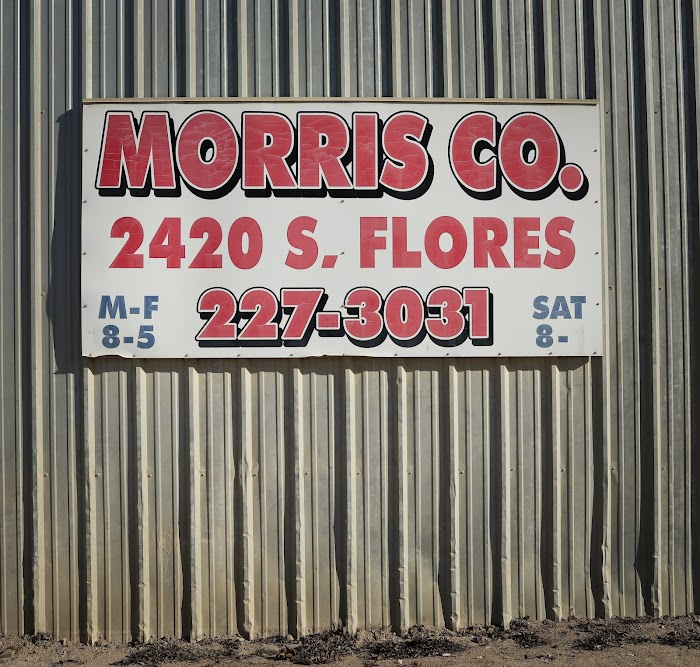 MORRIS CO.
2420 S, FLORES
M-F
8-5
227-3031
SAT
8-